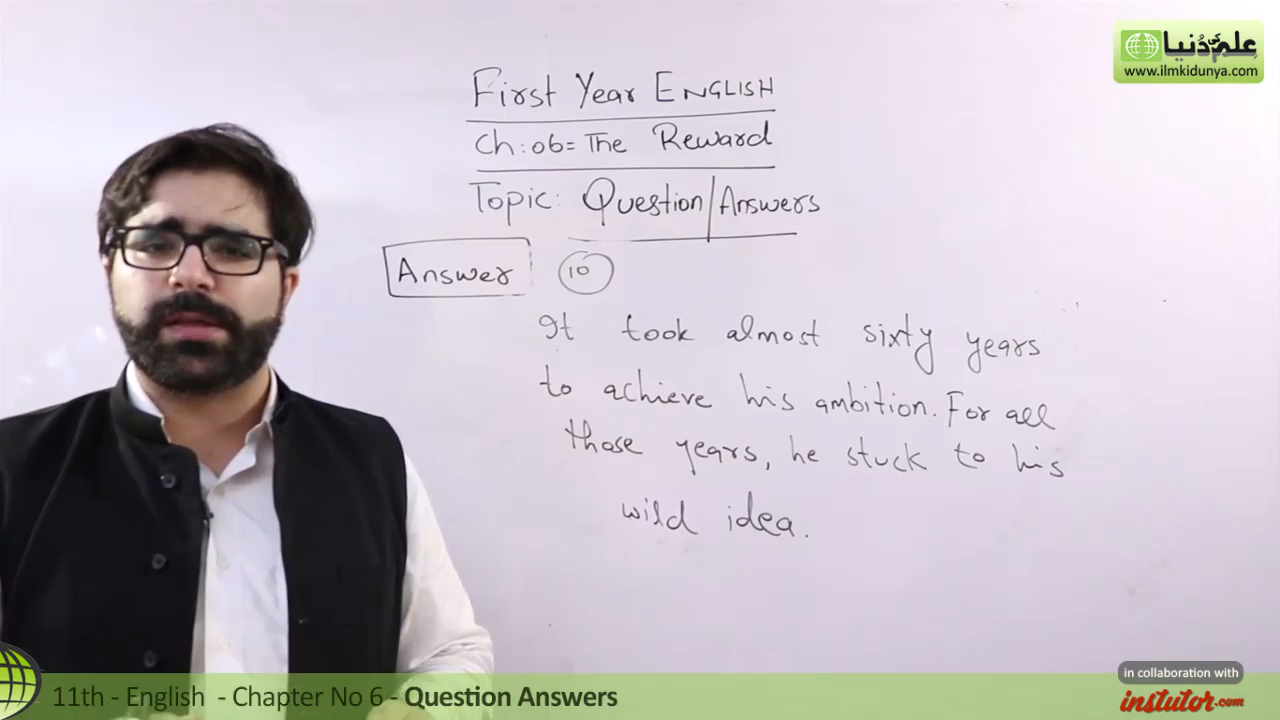 علم کی دُنیا
www.ilmkidunya.com
First Year ENGLISH
Ch:06= The Reward
Topic: Question/Answers
Answer 10
It took almost sixty years
to achieve his ambition. For all
those years, he stuck to his
wild idea.
in collaboration with
instutor.com
11th - English - Chapter No 6 - Question Answers